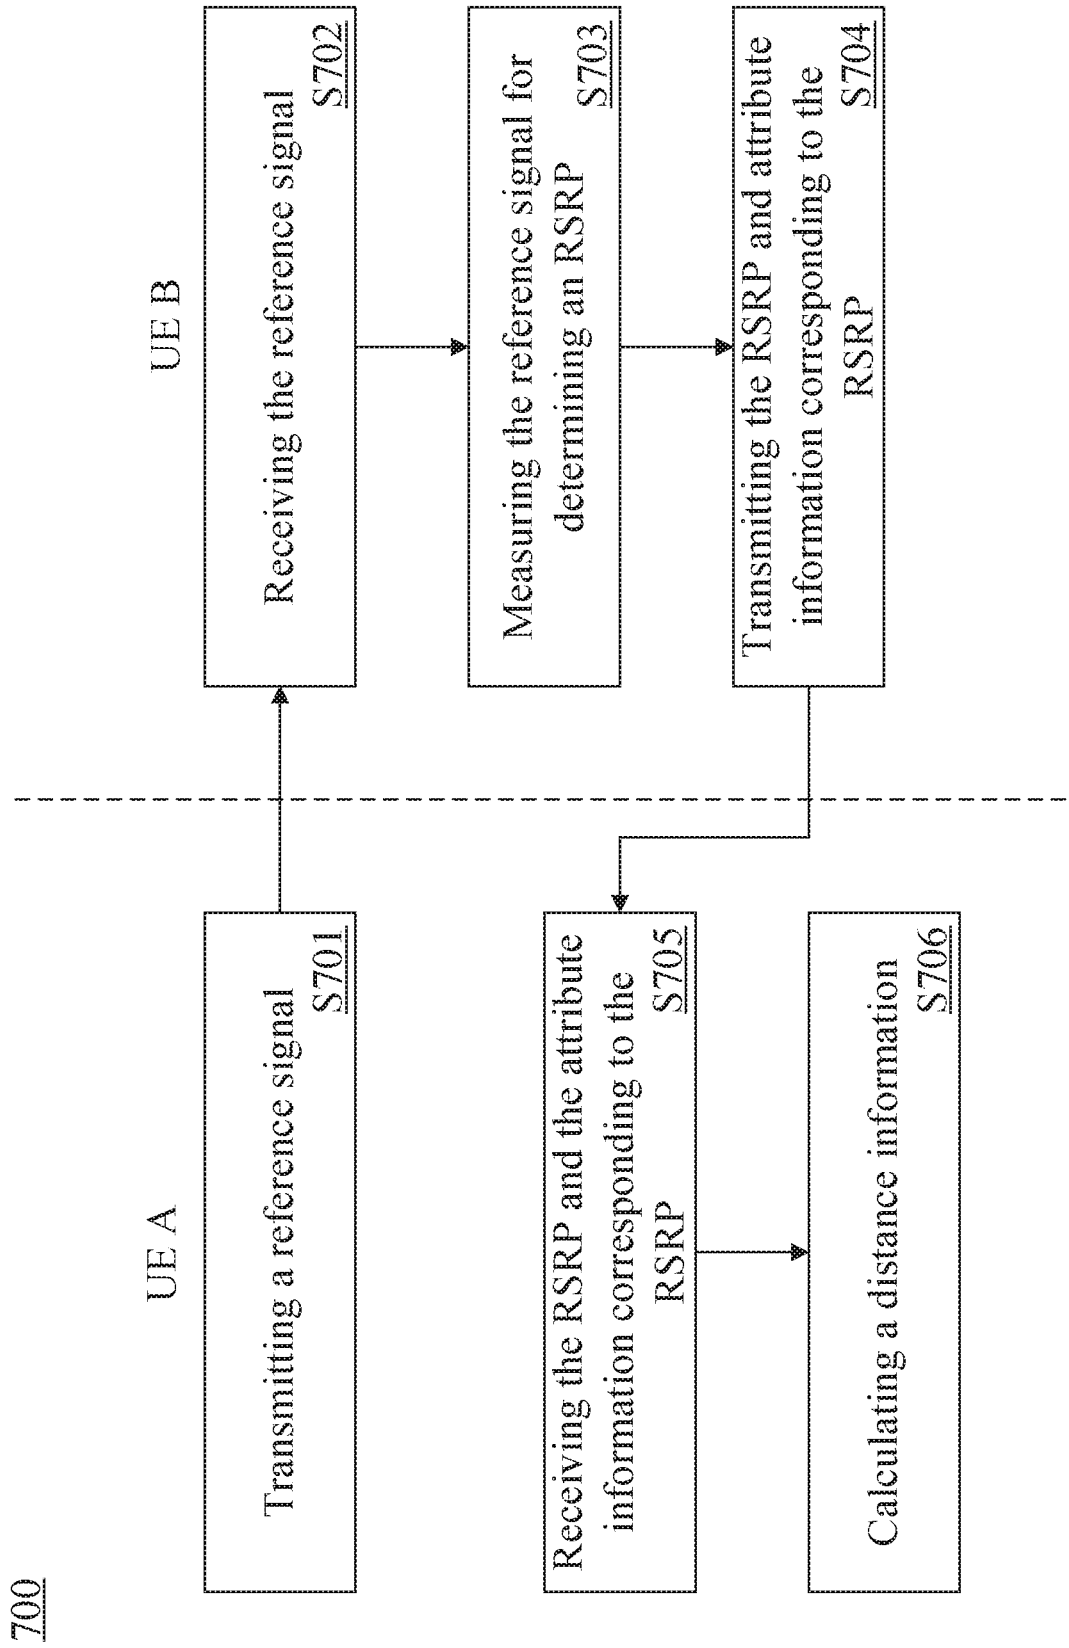 700
UE A
UE B
Transmitting a reference signal
S701
Receiving the reference signal
S702
Measuring the reference signal for
determining an RSRP
S703
Transmitting the RSRP and attribute
information corresponding to the
RSRP
S704
Receiving the RSRP and the attribute
information corresponding to the
RSRP
S705
Calculating a distance information
S706